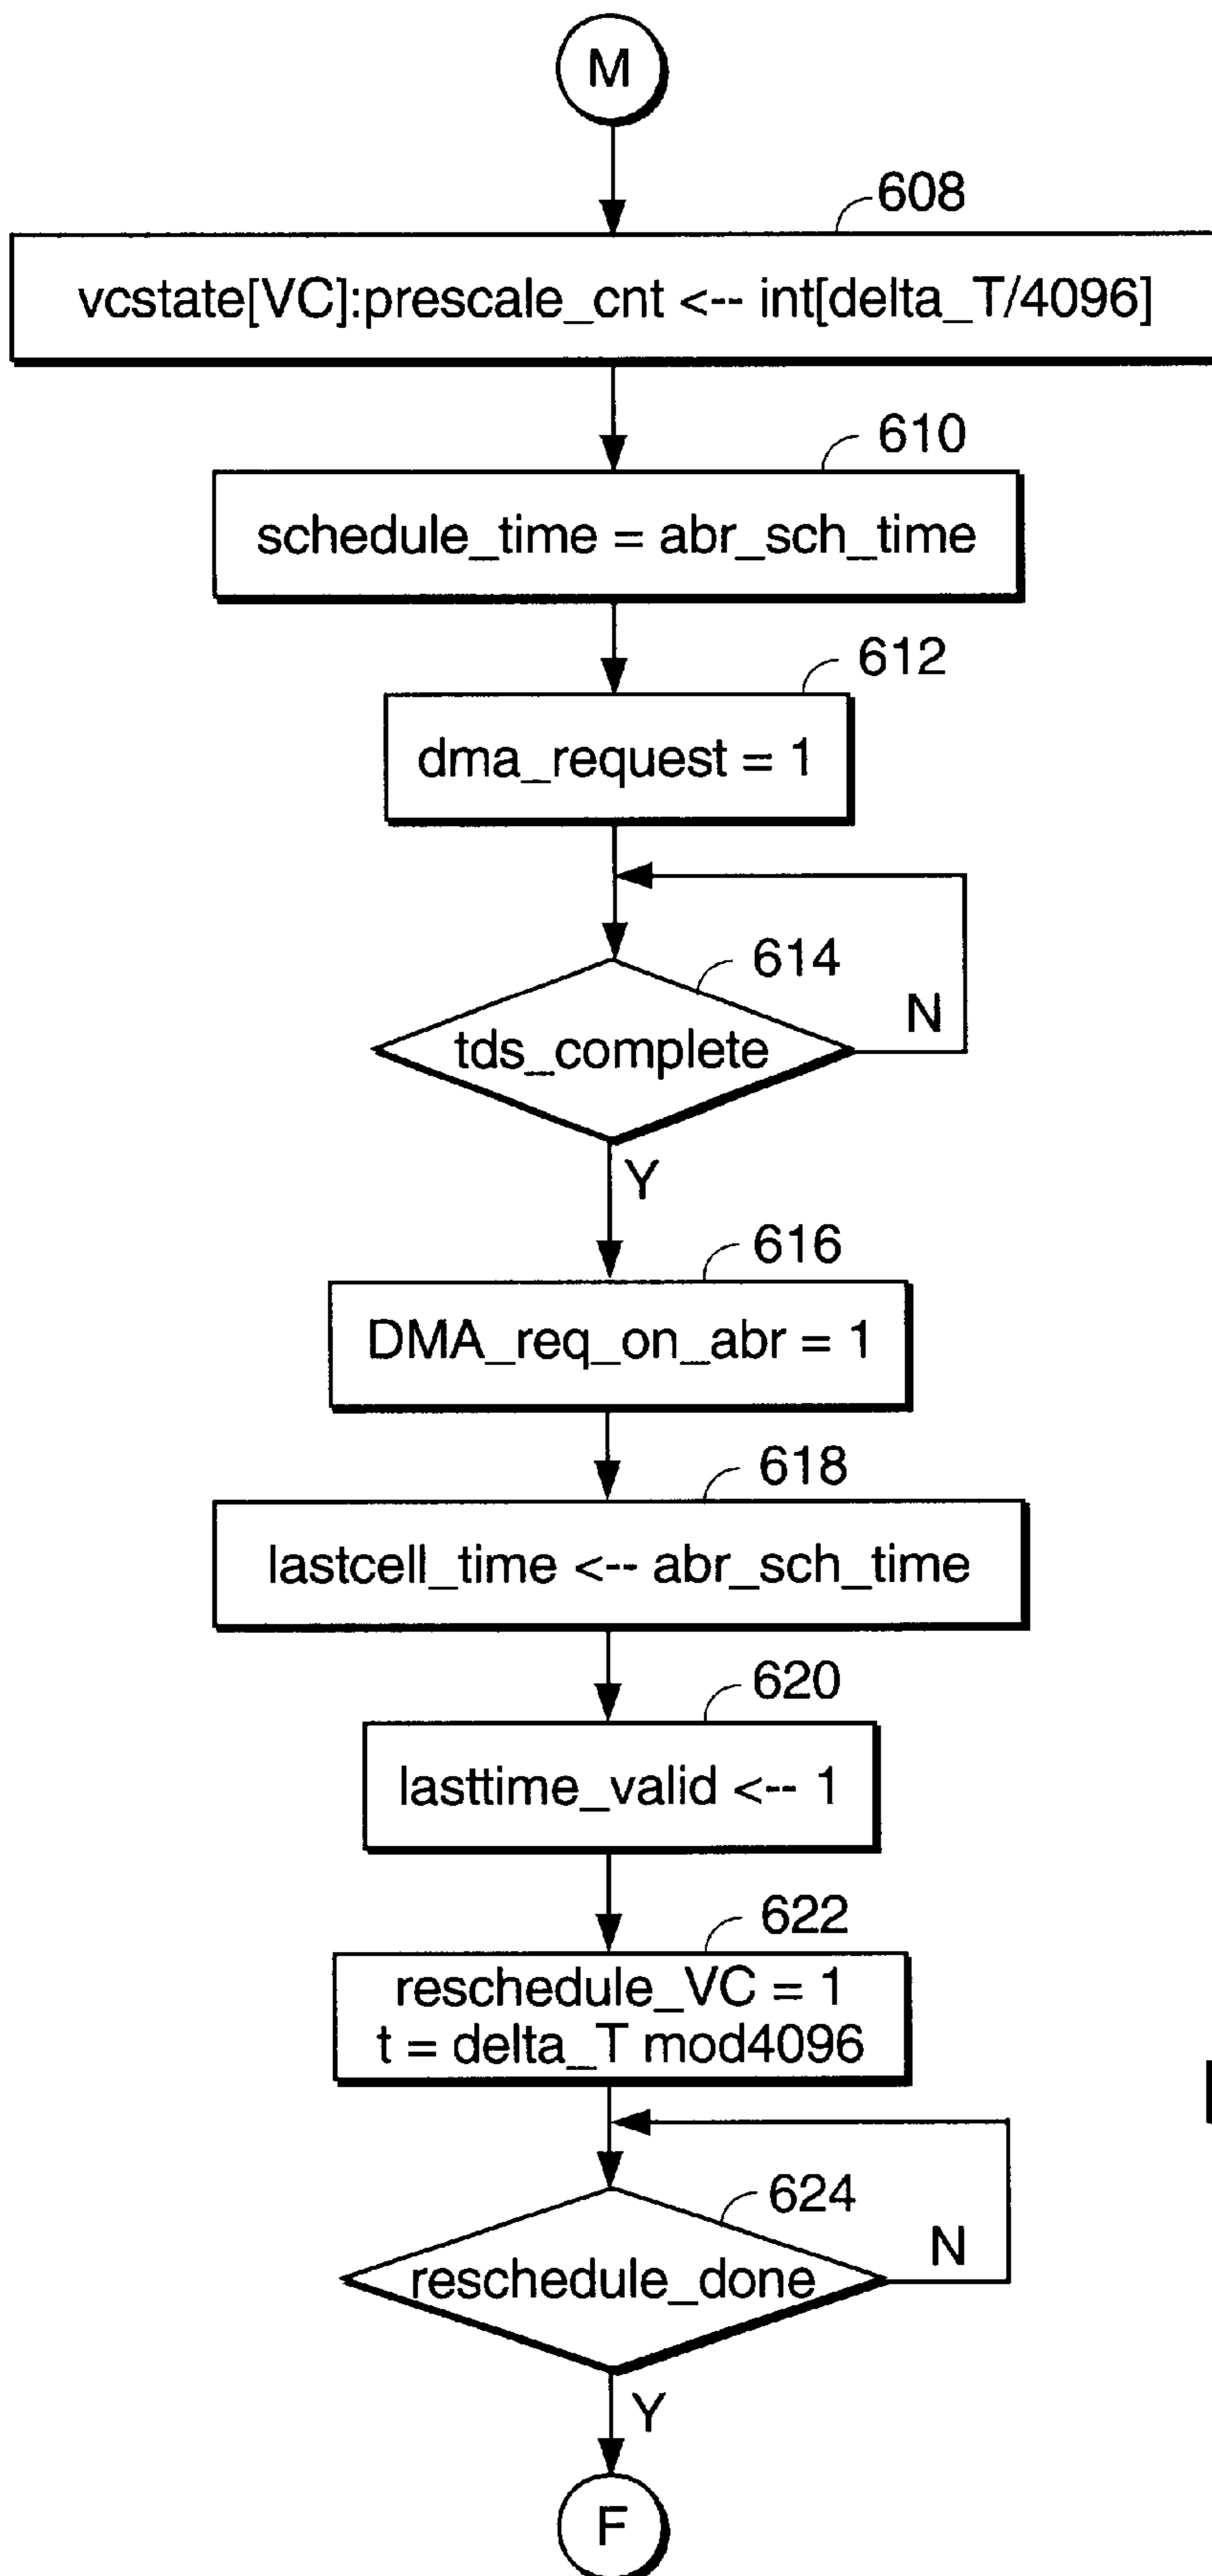 M
608
vcstate[VC]:prescale_cnt <-- int[delta_T/4096]
610
schedule_time = abr_sch_time
612
dma_request = 1
614
tds_complete
N
Y
616
DMA_req_on_abr = 1
618
lastcell_time <-- abr_sch_time
620
lasttime_valid <-- 1
622
reschedule_VC = 1
t = delta_T mod4096
624
reschedule_done
N
Y
F